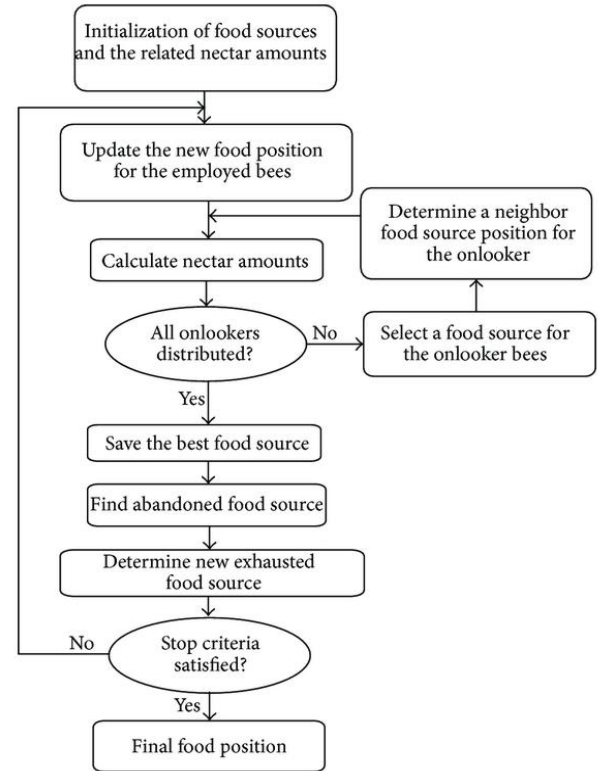 Initialization of food sources
and the related nectar amounts
Update the new food position
for the employed bees
Determine a neighbor
food source position for
the onlooker
Calculate nectar amounts
All onlookers
distributed?
No
Select a food source for
the onlooker bees
Yes
Save the best food source
Find abandoned food source
Determine new exhausted
food source
No
Stop criteria
satisfied?
Yes
Final food position